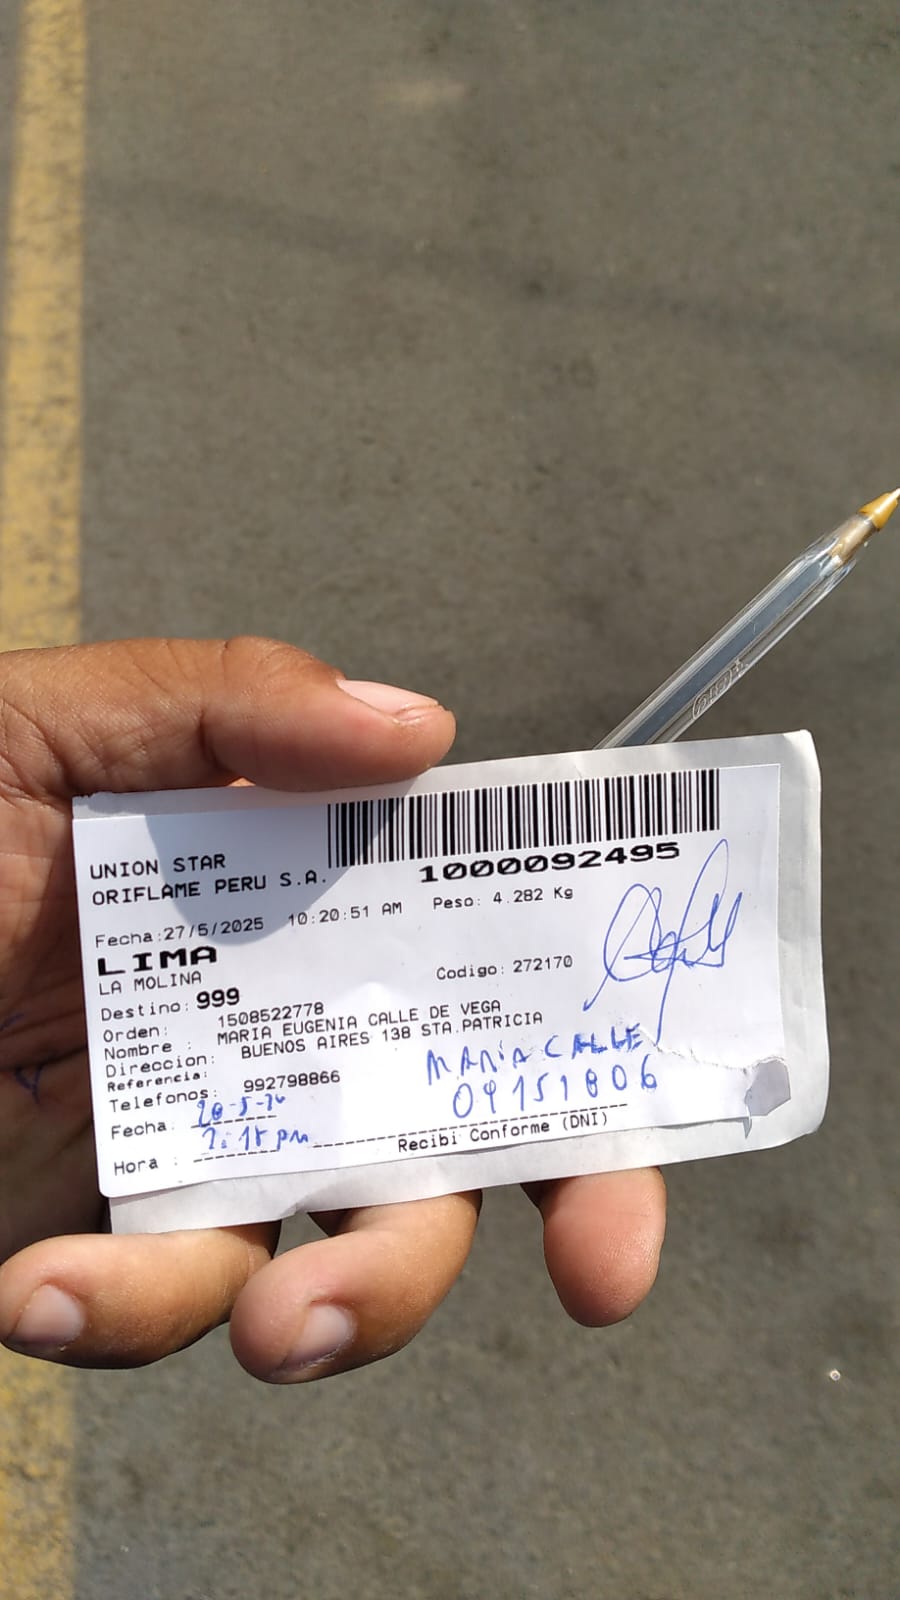 1000092495
UNION STAR
ORIFLAME PERU S.A.
Fecha:27/5/2025 10:20:51 AM Peso: 4.282 Kg
LIMA
LA MOLINA Codigo: 272170
Destino: 999
Orden: 1508522778
Nombre : MARIA EUGENIA CALLE DE VEGA
Direccion: BUENOS AIRES 138 STA.PATRICIA
Referencia:
Telefonos: 992798866
MARIA CALLE
Fecha:
Hora : pm
Recibi Conforme (DNI)